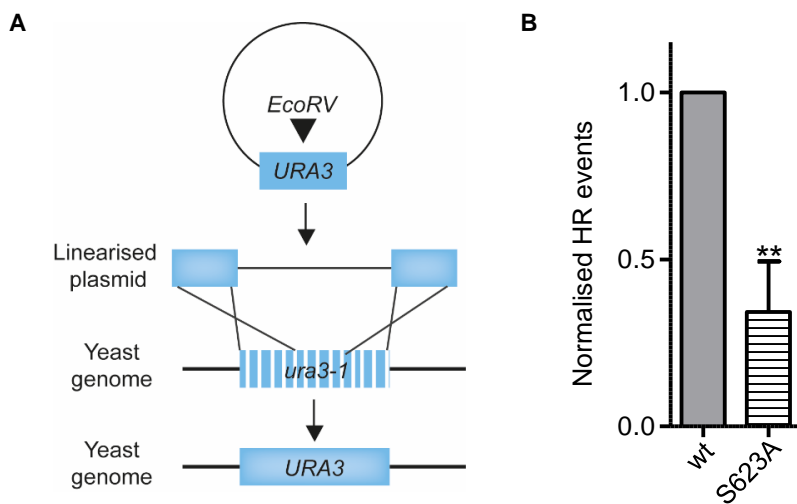 A
EcoRV
URA3
Linearised
plasmid
Yeast
genome
ura3-1
Yeast
genome
URA3
B
Normalised HR events
1.0
0.5
0.0
**
wt
S623A